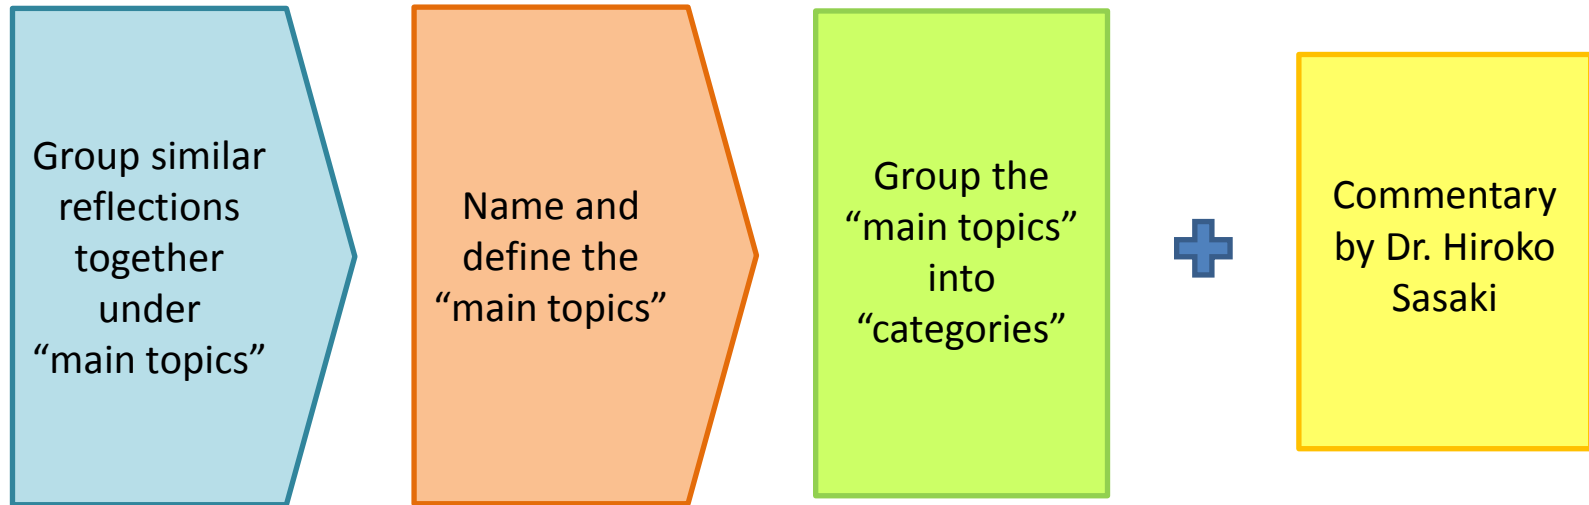 Group similar
reflections
together
under
“main topics”
Name and
define the
“main topics”
Group the
“main topics”
into
“categories”
Commentary
by Dr. Hiroko
Sasaki